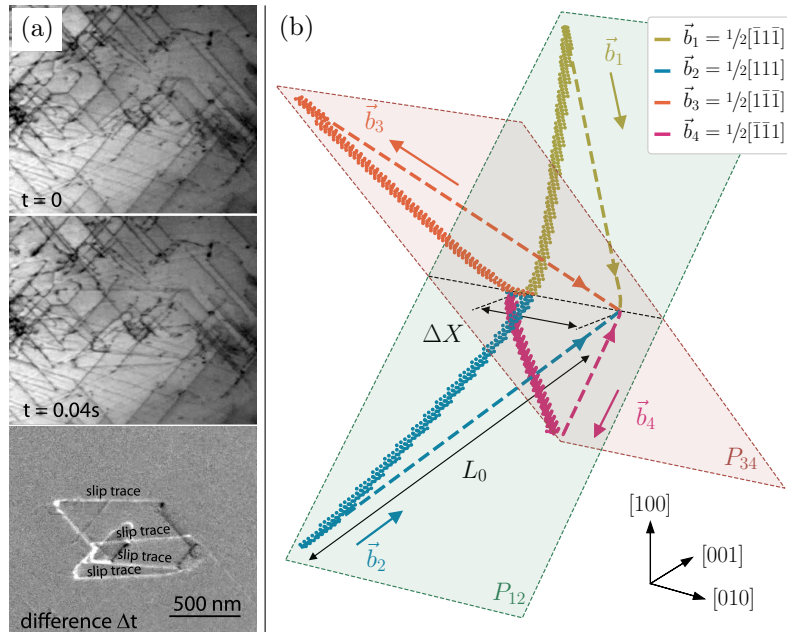 (a)
t = 0
t = 0.04s
slip trace
slip trace
slip trace
slip trace
difference Δt
500 nm
(b)
b⃗₁ = 1/2[1̄11̄]
b⃗₂ = 1/2[111]
b⃗₃ = 1/2[11̄1̄]
b⃗₄ = 1/2[1̄1̄1]
b⃗₁
b⃗₃
ΔX
b⃗₄
L₀
P₃₄
b⃗₂
P₁₂
[100]
[001]
[010]